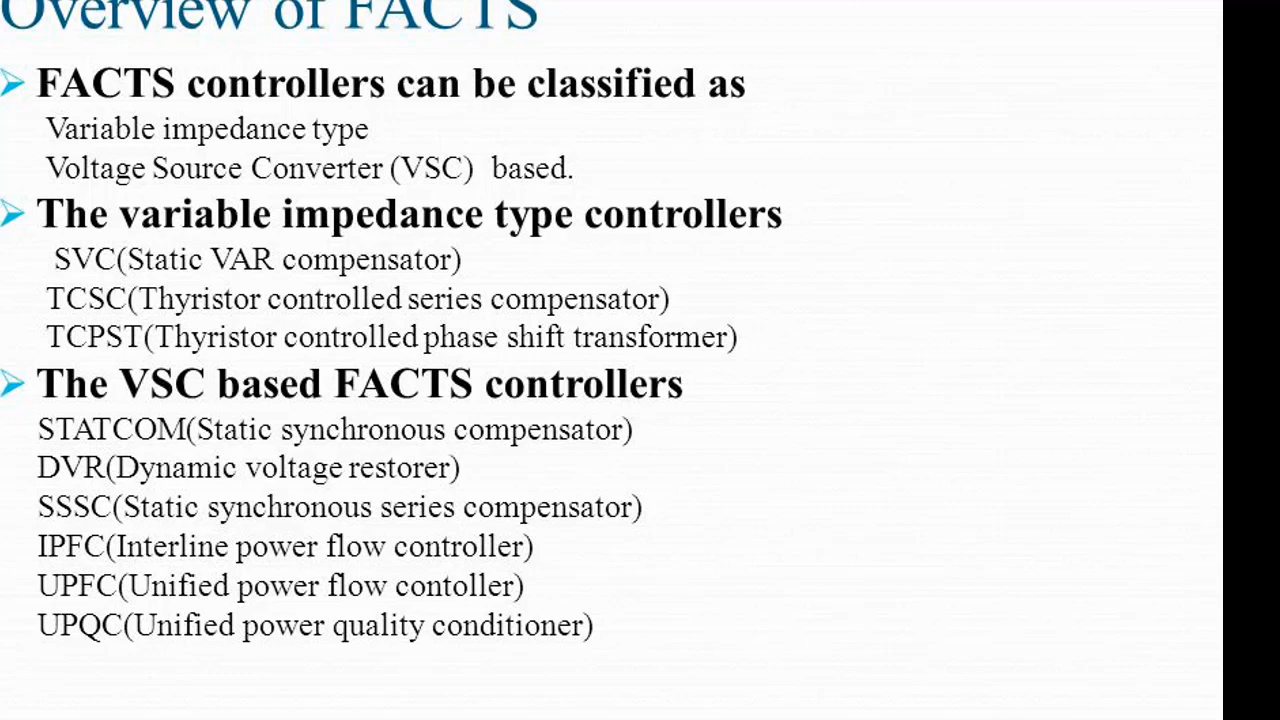 Overview of FACTS
FACTS controllers can be classified as
Variable impedance type
Voltage Source Converter (VSC) based.
The variable impedance type controllers
SVC(Static VAR compensator)
TCSC(Thyristor controlled series compensator)
TCPST(Thyristor controlled phase shift transformer)
The VSC based FACTS controllers
STATCOM(Static synchronous compensator)
DVR(Dynamic voltage restorer)
SSSC(Static synchronous series compensator)
IPFC(Interline power flow controller)
UPFC(Unified power flow contoller)
UPQC(Unified power quality conditioner)